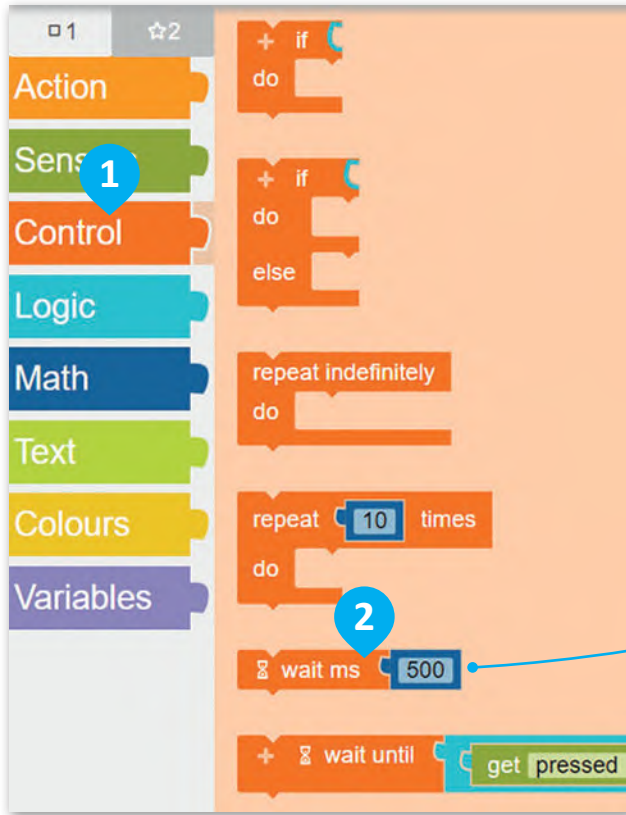 1
2
Action
Sens
1
Control
Logic
Math
Text
Colours
Variables
+ if
do
+ if
do
else
repeat indefinitely
do
repeat 10 times
do
2
wait ms 500
+ wait until get pressed